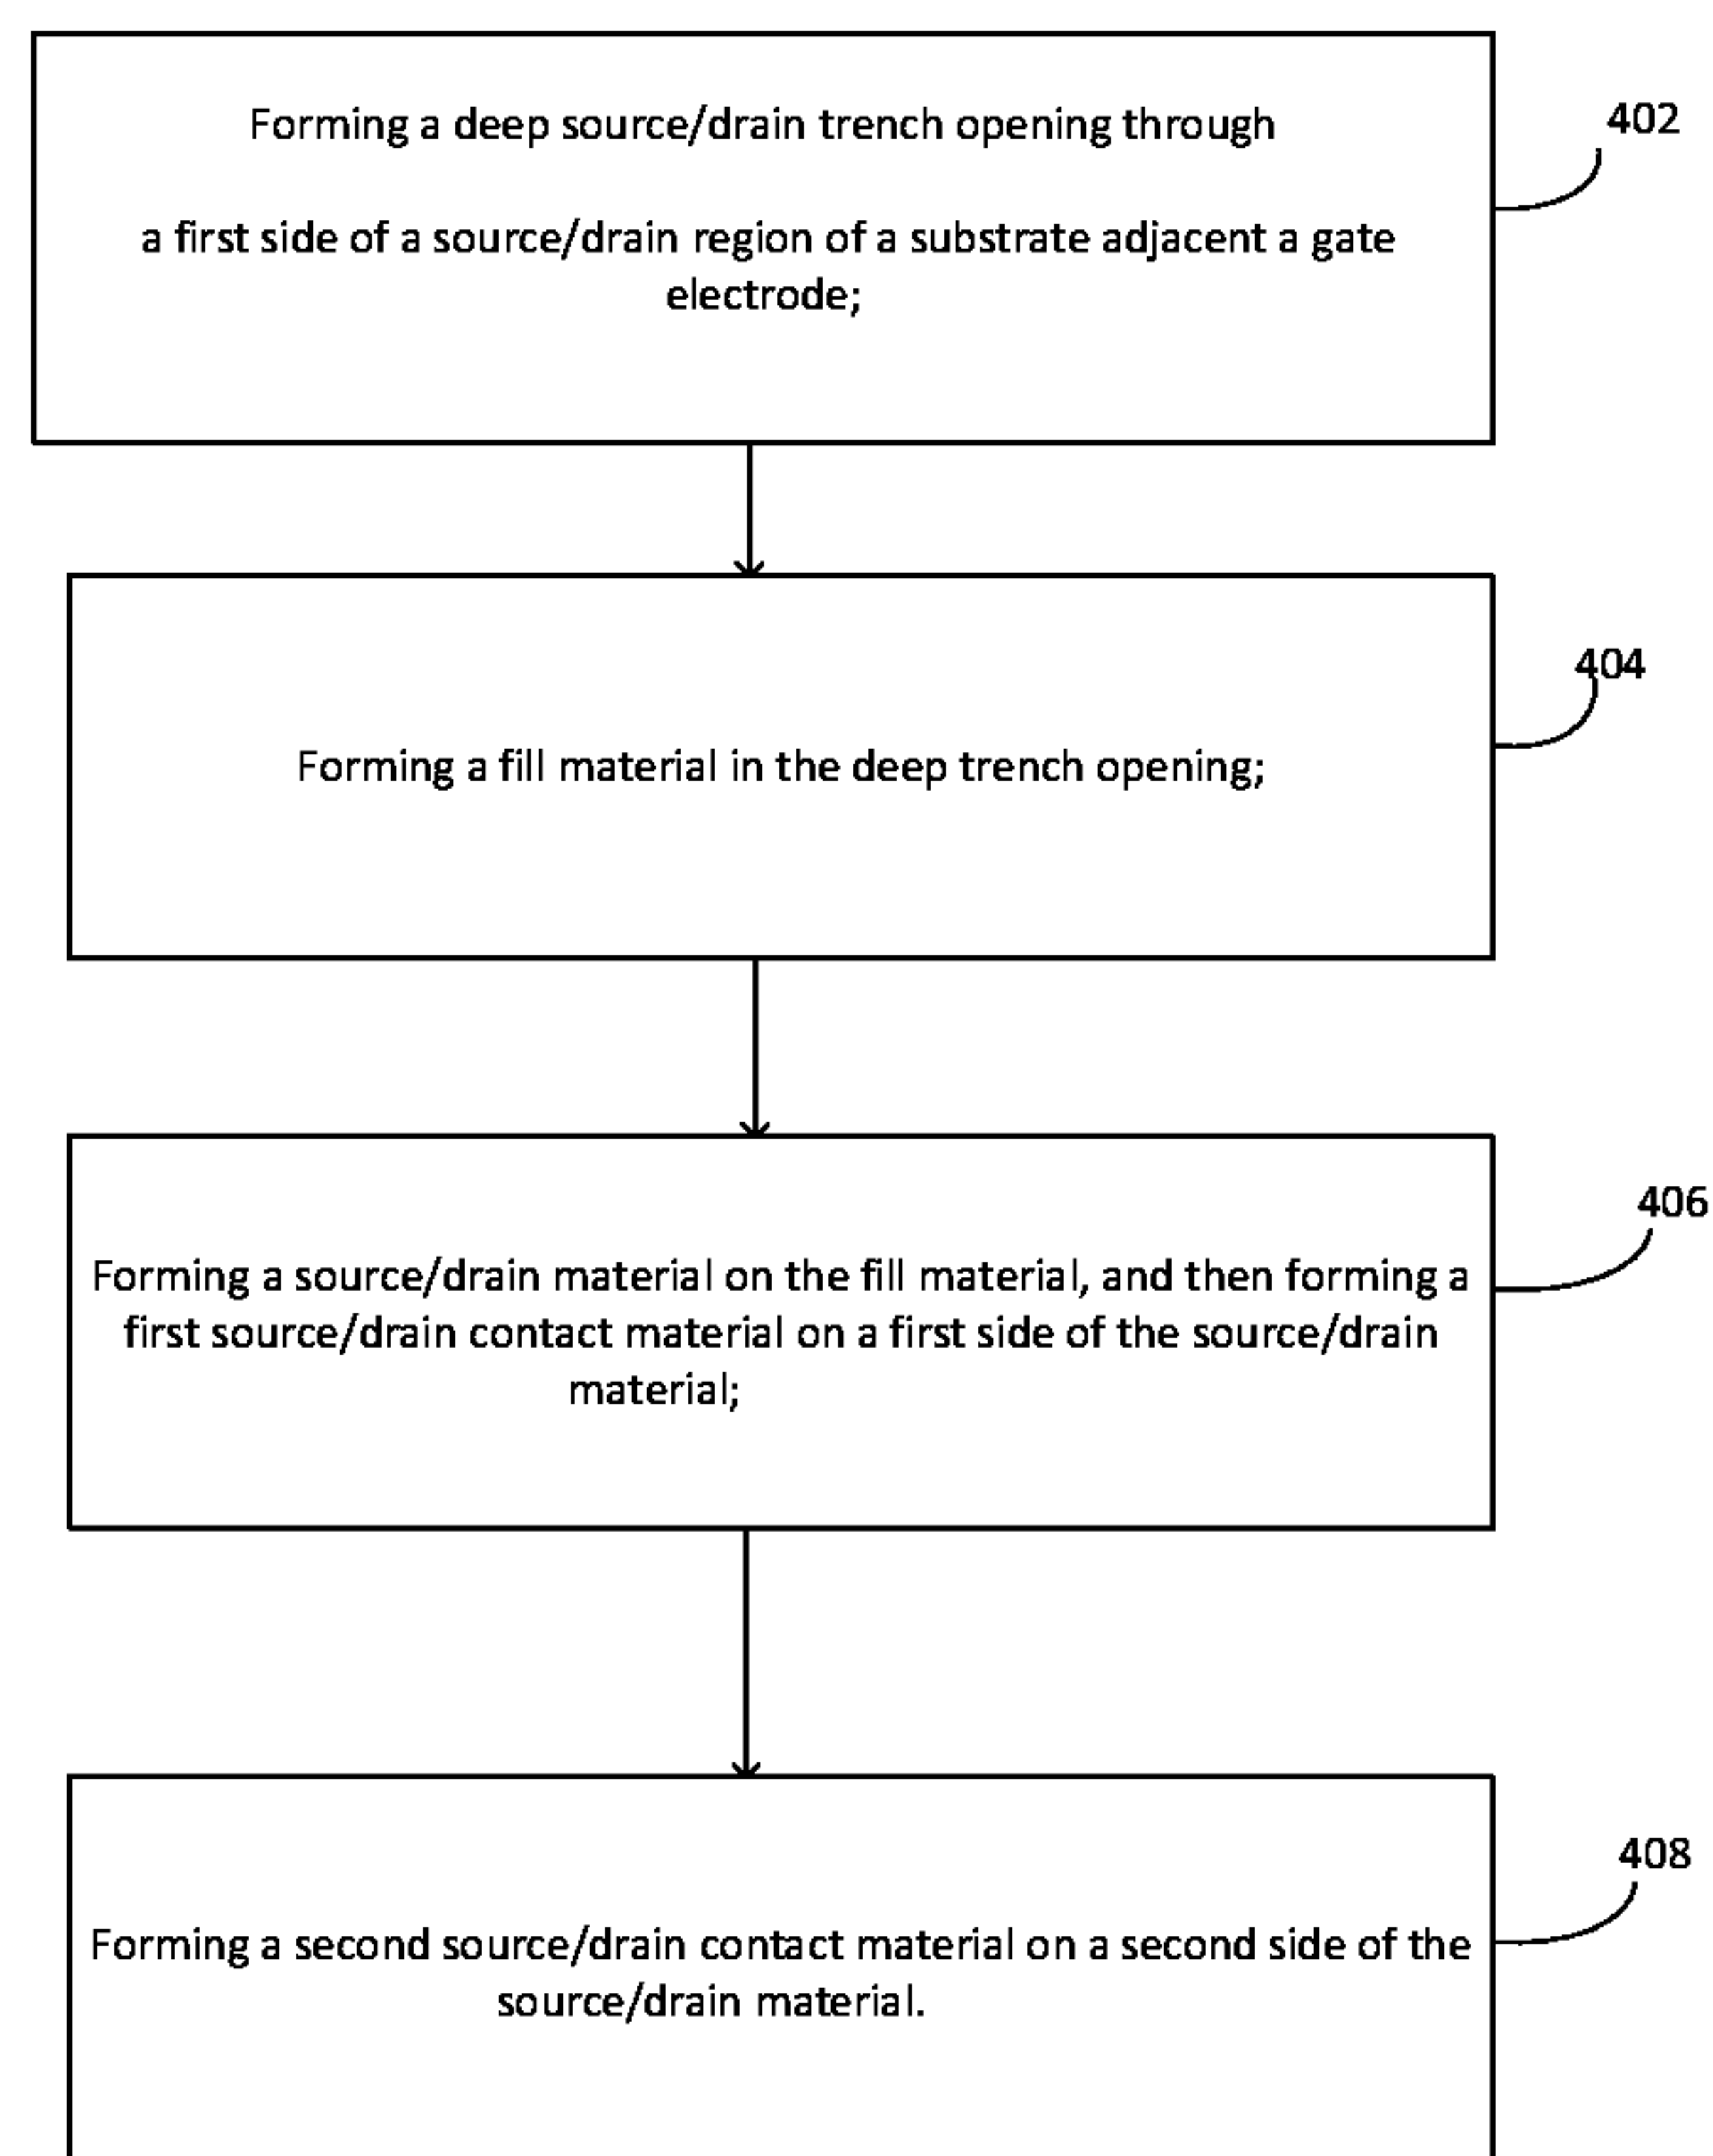 Forming a deep source/drain trench opening through
402
a first side of a source/drain region of a substrate adjacent a gate
electrode;
404
Forming a fill material in the deep trench opening;
406
Forming a source/drain material on the fill material, and then forming a
first source/drain contact material on a first side of the source/drain
material;
408
Forming a second source/drain contact material on a second side of the
source/drain material.